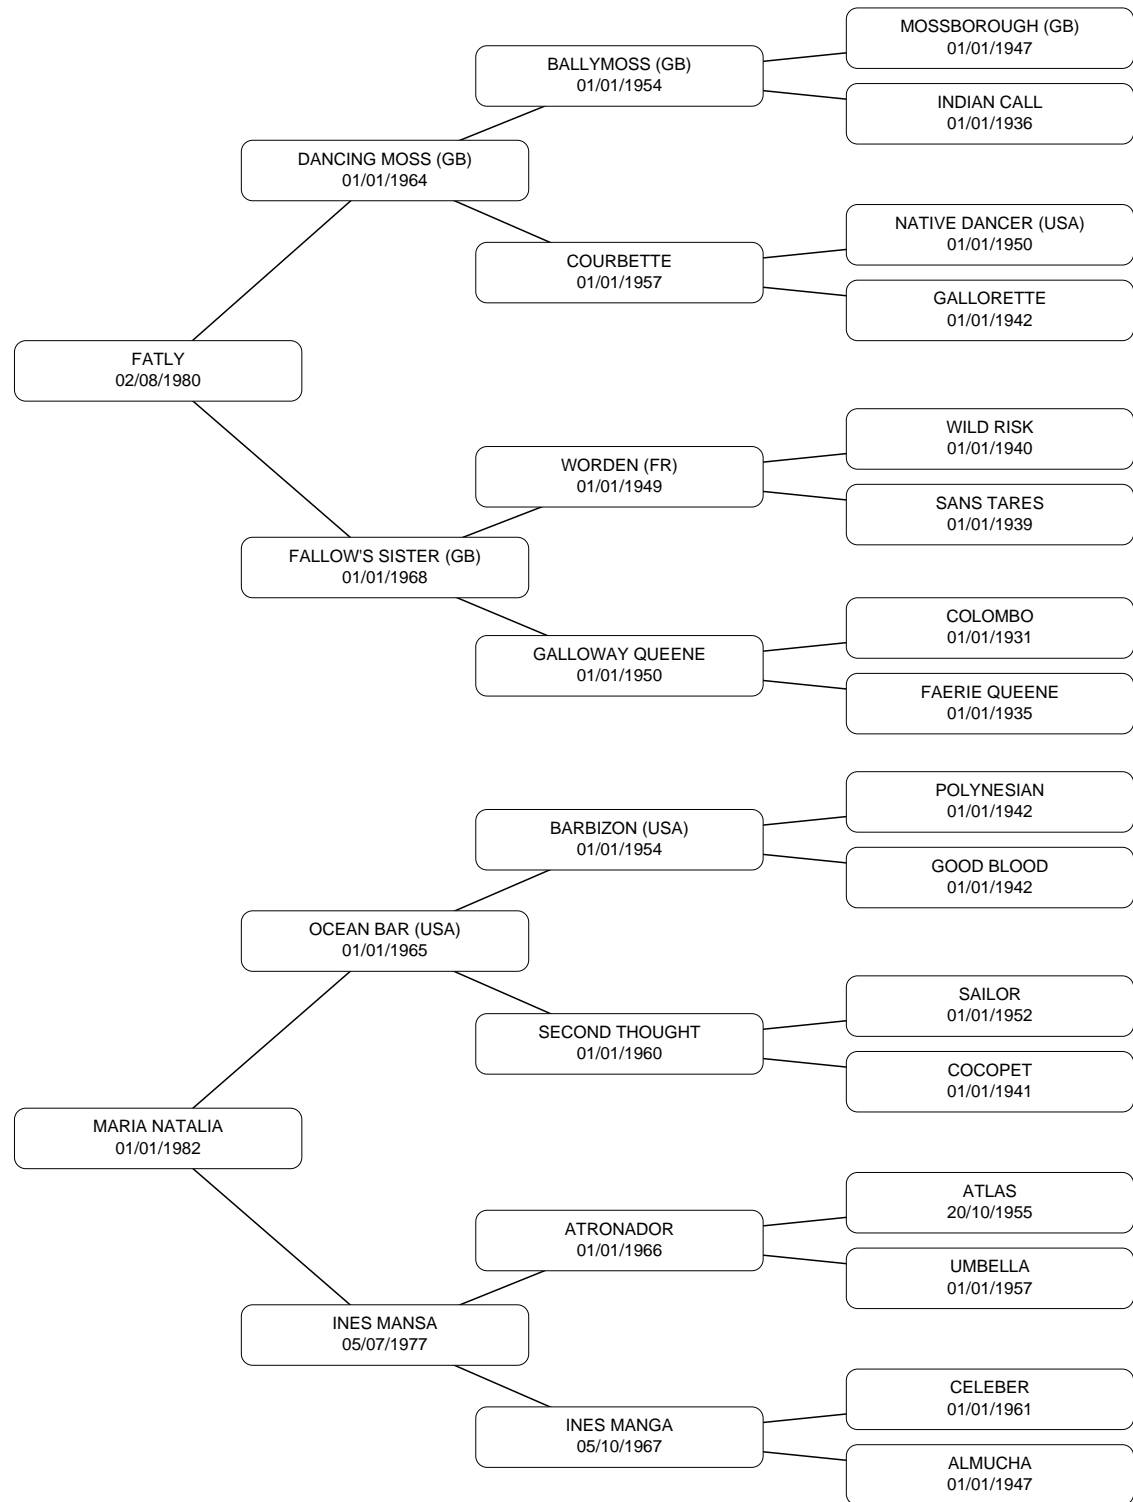 MOSSBOROUGH (GB)
01/01/1947
BALLYMOSS (GB)
01/01/1954
INDIAN CALL
01/01/1936
DANCING MOSS (GB)
01/01/1964
NATIVE DANCER (USA)
01/01/1950
COURBETTE
01/01/1957
GALLORETTE
01/01/1942
FATLY
02/08/1980
WILD RISK
01/01/1940
WORDEN (FR)
01/01/1949
SANS TARES
01/01/1939
FALLOW'S SISTER (GB)
01/01/1968
COLOMBO
01/01/1931
GALLOWAY QUEENE
01/01/1950
FAERIE QUEENE
01/01/1935
POLYNESIAN
01/01/1942
BARBIZON (USA)
01/01/1954
GOOD BLOOD
01/01/1942
OCEAN BAR (USA)
01/01/1965
SAILOR
01/01/1952
SECOND THOUGHT
01/01/1960
COCOPET
01/01/1941
MARIA NATALIA
01/01/1982
ATLAS
20/10/1955
ATRONADOR
01/01/1966
UMBELLA
01/01/1957
INES MANSA
05/07/1977
CELEBER
01/01/1961
INES MANGA
05/10/1967
ALMUCHA
01/01/1947